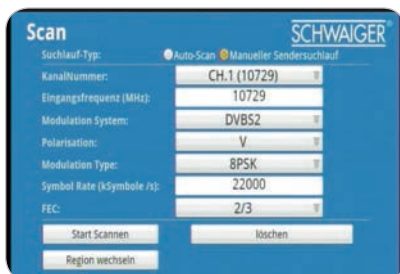 Scan
SCHWAIGER®
Suchlauf-Typ: Auto-Scan Manueller Sendersuchlauf
KanalNummer: CH.1 (10729)
Eingangsfrequenz (MHz): 10729
Modulation System: DVBS2
Polarisation: V
Modulation Type: 8PSK
Symbol Rate (kSymbole /s): 22000
FEC: 2/3
Start Scannen löschen
Region wechseln